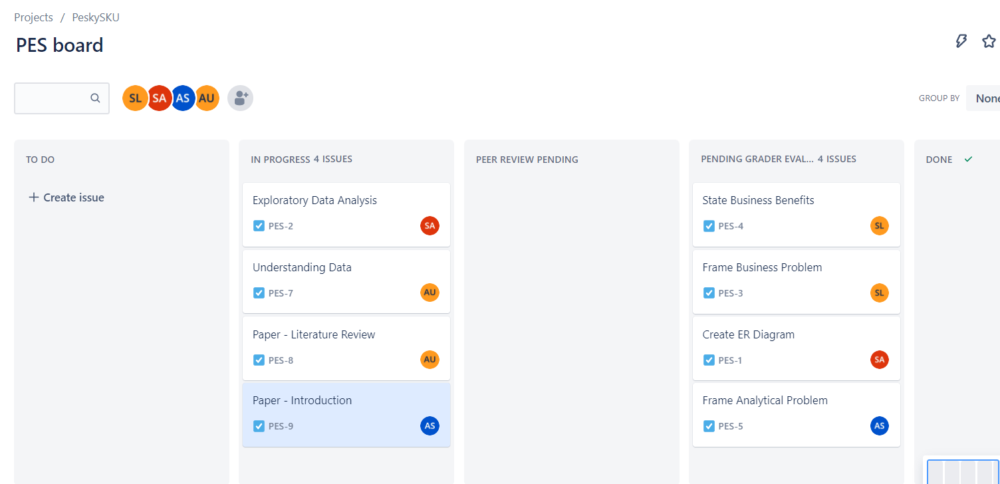 Projects / PeskySKU
PES board
SL SA AS AU
GROUP BY None
TO DO
+ Create issue
IN PROGRESS 4 ISSUES
Exploratory Data Analysis
PES-2 SA
Understanding Data
PES-7 AU
Paper - Literature Review
PES-8 AU
Paper - Introduction
PES-9 AS
PEER REVIEW PENDING
PENDING GRADER EVAL... 4 ISSUES
State Business Benefits
PES-4 SL
Frame Business Problem
PES-3 SL
Create ER Diagram
PES-1 SA
Frame Analytical Problem
PES-5 AS
DONE